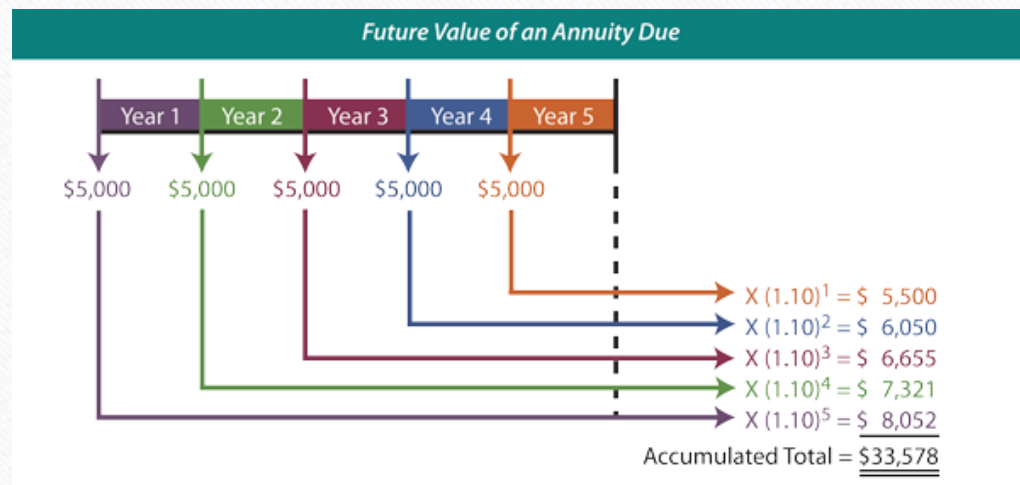 Future Value of an Annuity Due
Year 1 Year 2 Year 3 Year 4 Year 5
$5,000 $5,000 $5,000 $5,000 $5,000
X (1.10)¹ = $ 5,500
X (1.10)² = $ 6,050
X (1.10)³ = $ 6,655
X (1.10)⁴ = $ 7,321
X (1.10)⁵ = $ 8,052
Accumulated Total = $33,578